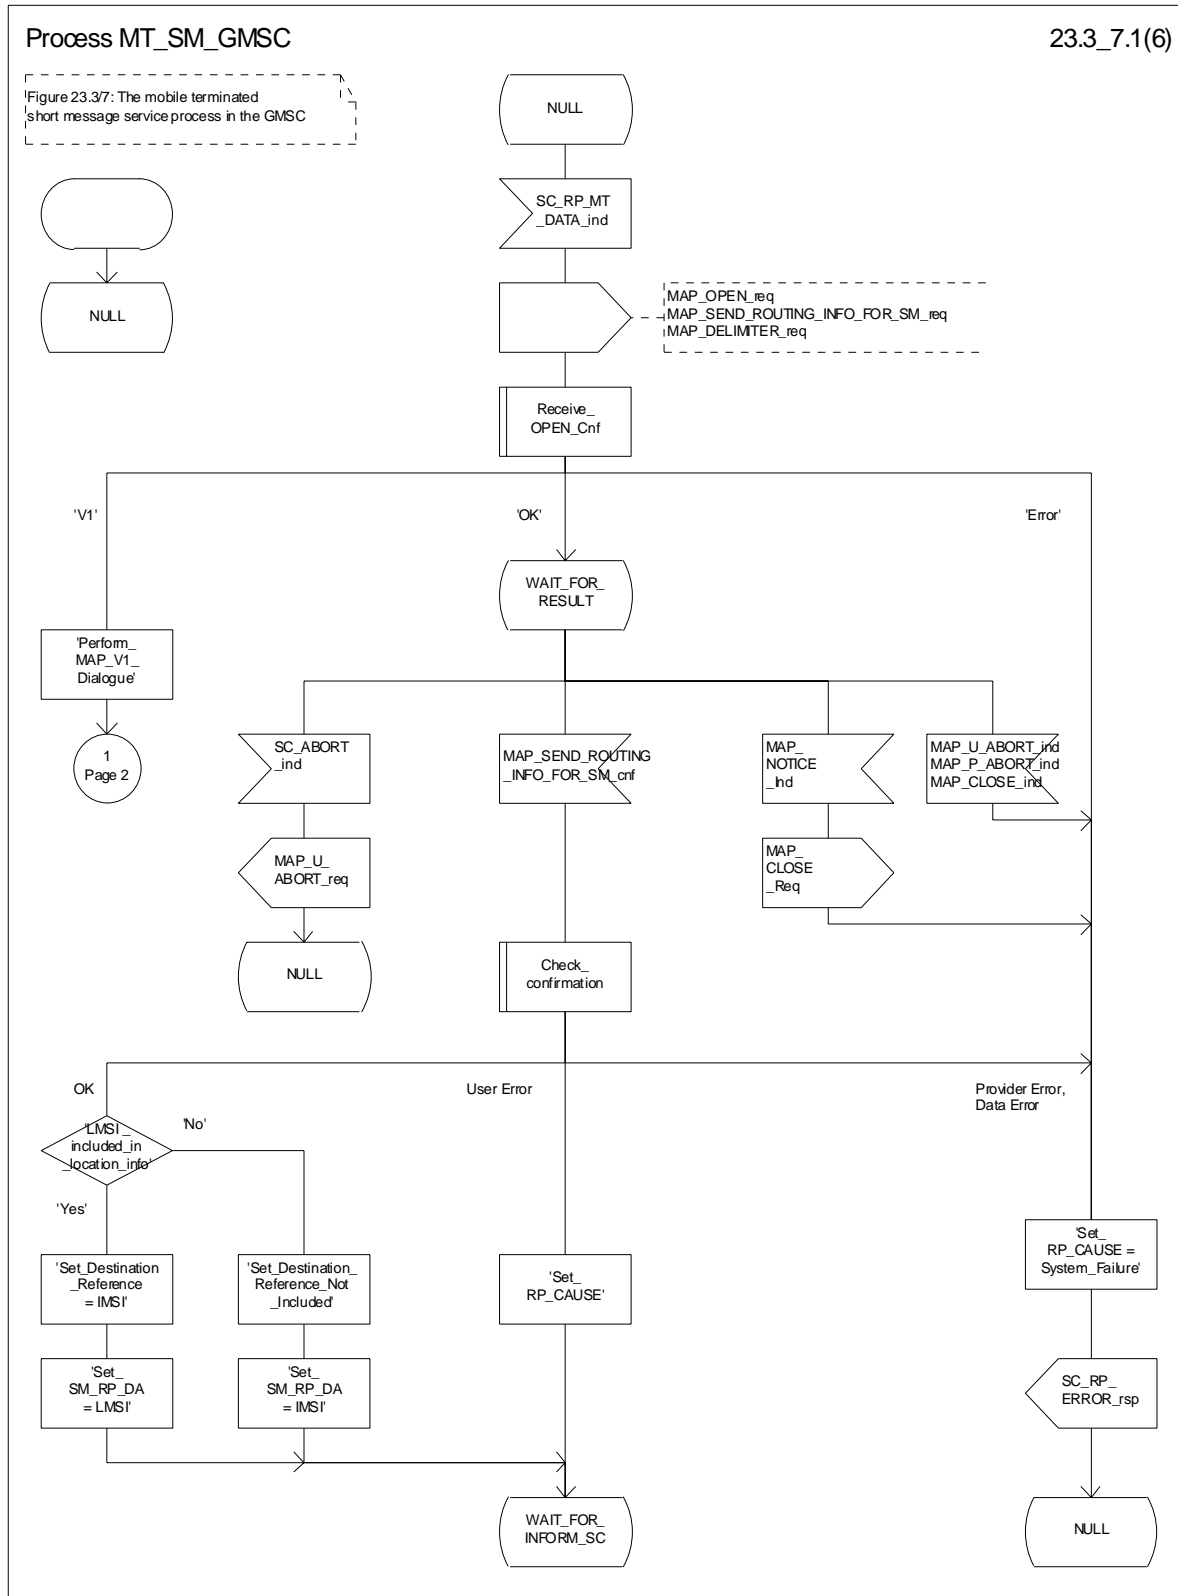 Process MT_SM_GMSC
23.3_7.1(6)
Figure 23.3/7: The mobile terminated
short message service process in the GMSC
NULL
SC_RP_MT
_DATA_ind
NULL
MAP_OPEN_req
MAP_SEND_ROUTING_INFO_FOR_SM_req
MAP_DELIMITER_req
Receive_
OPEN_Cnf
'V1'
'OK'
'Error'
WAIT_FOR_
RESULT
'Perform_
MAP_V1_
Dialogue'
1
Page 2
SC_ABORT
_ind
MAP_SEND_ROUTING
_INFO_FOR_SM_cnf
MAP_
NOTICE
_Ind
MAP_U_ABORT_ind
MAP_P_ABORT_ind
MAP_CLOSE_ind
MAP_U_
ABORT_req
MAP_
CLOSE
_Req
NULL
Check_
confirmation
OK
User Error
Provider Error,
Data Error
'LMSI_
included_in
_location_info'
'No'
'Yes'
'Set_Destination
_Reference
= IMSI'
'Set_Destination_
Reference_Not
_Included'
'Set_
RP_CAUSE'
'Set_
RP_CAUSE =
System_Failure'
'Set_
SM_RP_DA
= LMSI'
'Set_
SM_RP_DA
= IMSI'
SC_RP_
ERROR_rsp
WAIT_FOR_
INFORM_SC
NULL